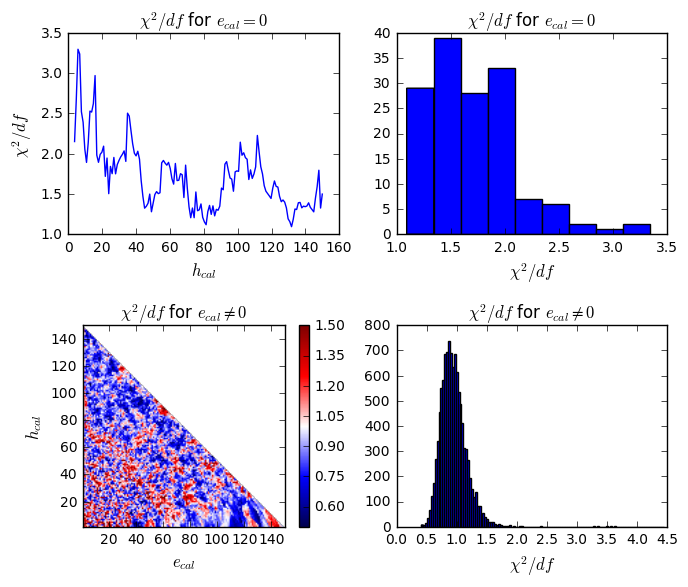 χ²/df for e_cal = 0
3.5
3.0
2.5
2.0
1.5
1.0
χ²/df
0 20 40 60 80 100 120 140 160
h_cal
χ²/df for e_cal = 0
40
35
30
25
20
15
10
5
0
1.0 1.5 2.0 2.5 3.0 3.5
χ²/df
χ²/df for e_cal ≠ 0
140
120
100
80
60
40
20
h_cal
20 40 60 80 100 120 140
e_cal
1.50
1.35
1.20
1.05
0.90
0.75
0.60
χ²/df for e_cal ≠ 0
800
700
600
500
400
300
200
100
0
0.0 0.5 1.0 1.5 2.0 2.5 3.0 3.5 4.0 4.5
χ²/df